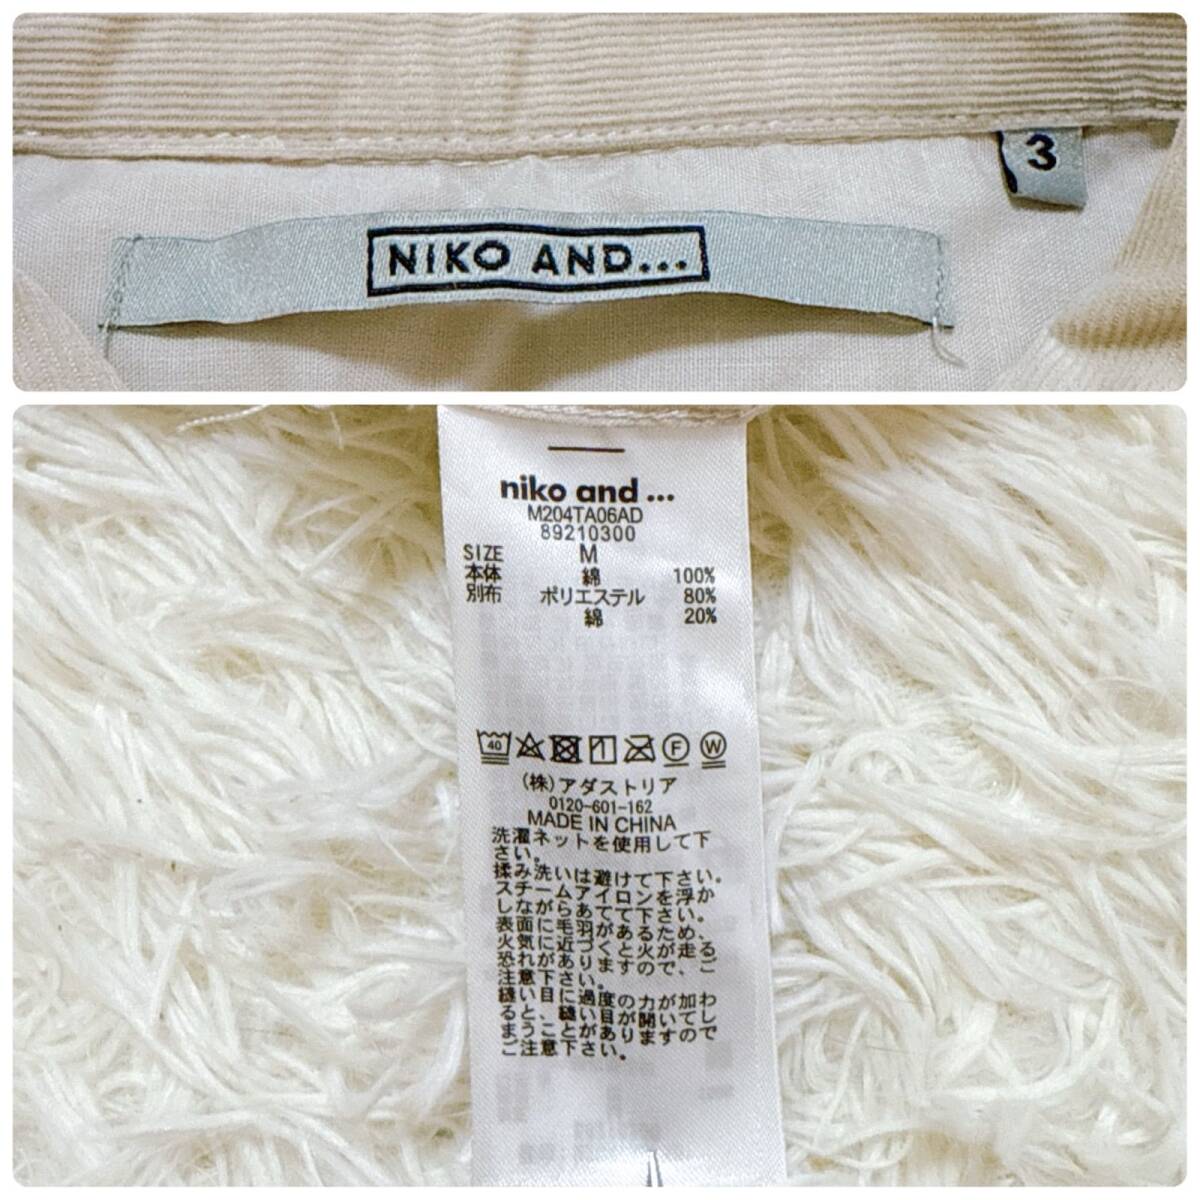 3
NIKO AND...
niko and ...
M204TA06AD
89210300
SIZE M
本体 綿 100%
別布 ポリエステル 80%
綿 20%
40 F W
(株)アダストリア
0120-601-162
MADE IN CHINA
洗濯ネットを使用して下
さい。
揉み洗いは避けて下さい。
スチームアイロンを浮か
しながらあてて下さい。
表面に毛羽があるため、
火気に近づくと火が走る
恐れがありますので、ご
注意下さい。
縫い目に過度の力が加わ
ると、縫い目が開いてし
まうことがありますので
ご注意下さい。